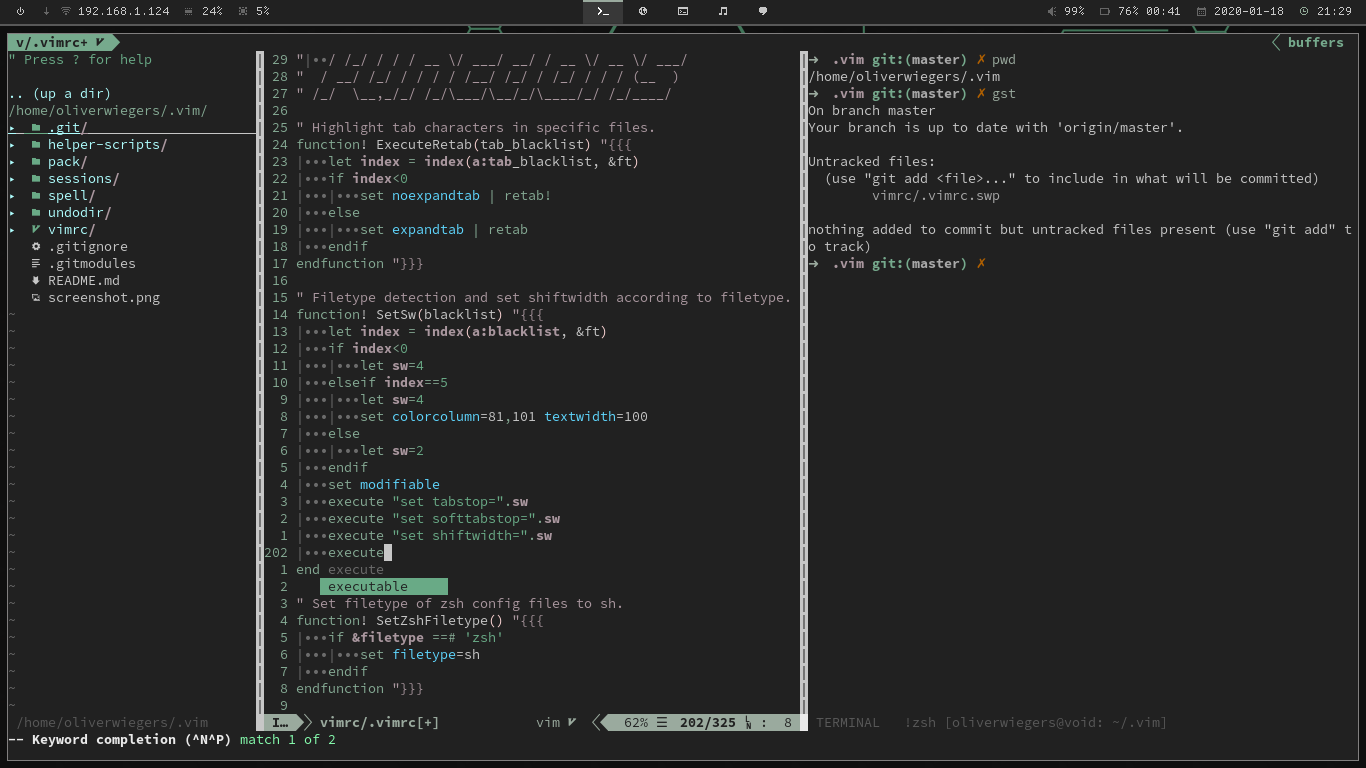 192.168.1.124 24% 5% >_ 99% 76% 00:41 2020-01-18 21:29
v/.vimrc+ buffers
" Press ? for help
.. (up a dir)
/home/oliverwiegers/.vim/
▸ .git/
▸ helper-scripts/
▸ pack/
▸ sessions/
▸ spell/
▸ undodir/
▸ vimrc/
.gitignore
.gitmodules
README.md
screenshot.png
/home/oliverwiegers/.vim
29 "|••/ /_/ / / / __ \/ ___/ __/ / __ \/ __ \/ ___/
28 "  / __/ /_/ / / / / /__/ /_/ / /_/ / / / (__  )
27 " /_/  \__,_/_/ /_/\___/\__/_/\____/_/ /_/____/
26
25 " Highlight tab characters in specific files.
24 function! ExecuteRetab(tab_blacklist) "{{{
23 |•••let index = index(a:tab_blacklist, &ft)
22 |•••if index<0
21 |•••|•••set noexpandtab | retab!
20 |•••else
19 |•••|•••set expandtab | retab
18 |•••endif
17 endfunction "}}}
16
15 " Filetype detection and set shiftwidth according to filetype.
14 function! SetSw(blacklist) "{{{
13 |•••let index = index(a:blacklist, &ft)
12 |•••if index<0
11 |•••|•••let sw=4
10 |•••elseif index==5
9 |•••|•••let sw=4
8 |•••|•••set colorcolumn=81,101 textwidth=100
7 |•••else
6 |•••|•••let sw=2
5 |•••endif
4 |•••set modifiable
3 |•••execute "set tabstop=".sw
2 |•••execute "set softtabstop=".sw
1 |•••execute "set shiftwidth=".sw
202 |•••execute
1 end execute
2 executable
3 " Set filetype of zsh config files to sh.
4 function! SetZshFiletype() "{{{
5 |•••if &filetype ==# 'zsh'
6 |•••|•••set filetype=sh
7 |•••endif
8 endfunction "}}}
9
I… vimrc/.vimrc[+] vim 62% ☰ 202/325 : 8
➜ .vim git:(master) ✗ pwd
/home/oliverwiegers/.vim
➜ .vim git:(master) ✗ gst
On branch master
Your branch is up to date with 'origin/master'.
Untracked files:
(use "git add <file>..." to include in what will be committed)
vimrc/.vimrc.swp
nothing added to commit but untracked files present (use "git add" t
o track)
➜ .vim git:(master) ✗
TERMINAL !zsh [oliverwiegers@void: ~/.vim]
-- Keyword completion (^N^P) match 1 of 2